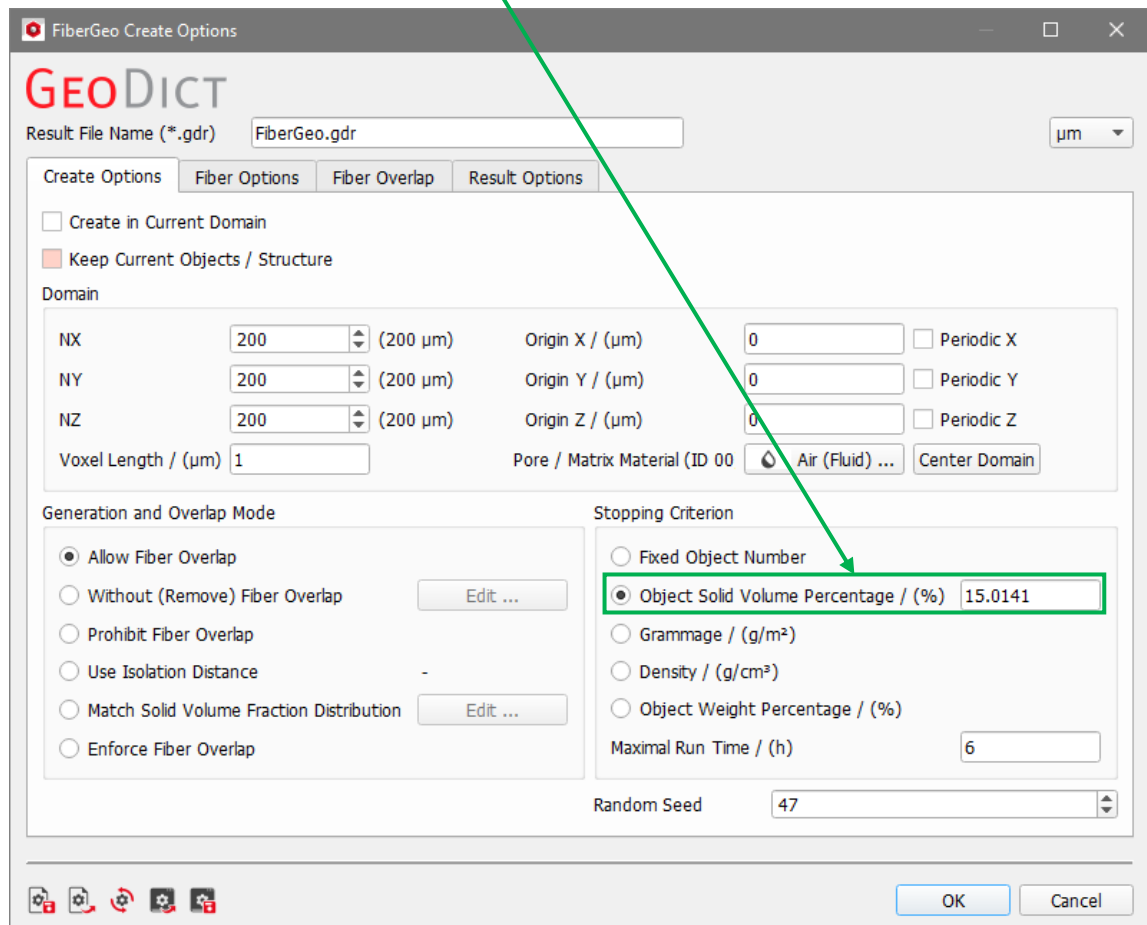 FiberGeo Create Options
GEODICT
Result File Name (*.gdr) FiberGeo.gdr µm
Create Options Fiber Options Fiber Overlap Result Options
Create in Current Domain
Keep Current Objects / Structure
Domain
NX 200 (200 µm) Origin X / (µm) 0 Periodic X
NY 200 (200 µm) Origin Y / (µm) 0 Periodic Y
NZ 200 (200 µm) Origin Z / (µm) 0 Periodic Z
Voxel Length / (µm) 1 Pore / Matrix Material (ID 00 Air (Fluid) ... Center Domain
Generation and Overlap Mode Stopping Criterion
Allow Fiber Overlap Fixed Object Number
Without (Remove) Fiber Overlap Edit ... Object Solid Volume Percentage / (%) 15.0141
Prohibit Fiber Overlap Grammage / (g/m²)
Use Isolation Distance - Density / (g/cm³)
Match Solid Volume Fraction Distribution Edit ... Object Weight Percentage / (%)
Enforce Fiber Overlap Maximal Run Time / (h) 6
Random Seed 47
OK Cancel